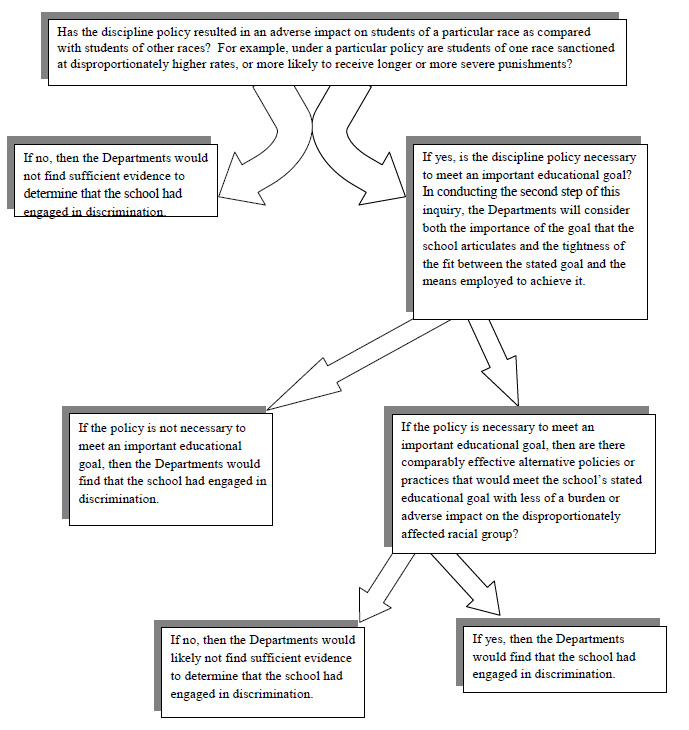 Has the discipline policy resulted in an adverse impact on students of a particular race as compared
with students of other races?  For example, under a particular policy are students of one race sanctioned
at disproportionately higher rates, or more likely to receive longer or more severe punishments?
If no, then the Departments would
not find sufficient evidence to
determine that the school had
engaged in discrimination.
If yes, is the discipline policy necessary
to meet an important educational goal?
In conducting the second step of this
inquiry, the Departments will consider
both the importance of the goal that the
school articulates and the tightness of
the fit between the stated goal and the
means employed to achieve it.
If the policy is not necessary to
meet an important educational
goal, then the Departments would
find that the school had engaged in
discrimination.
If the policy is necessary to meet an
important educational goal, then are there
comparably effective alternative policies or
practices that would meet the school's stated
educational goal with less of a burden or
adverse impact on the disproportionately
affected racial group?
If no, then the Departments would
likely not find sufficient evidence
to determine that the school had
engaged in discrimination.
If yes, then the Departments
would find that the school had
engaged in discrimination.